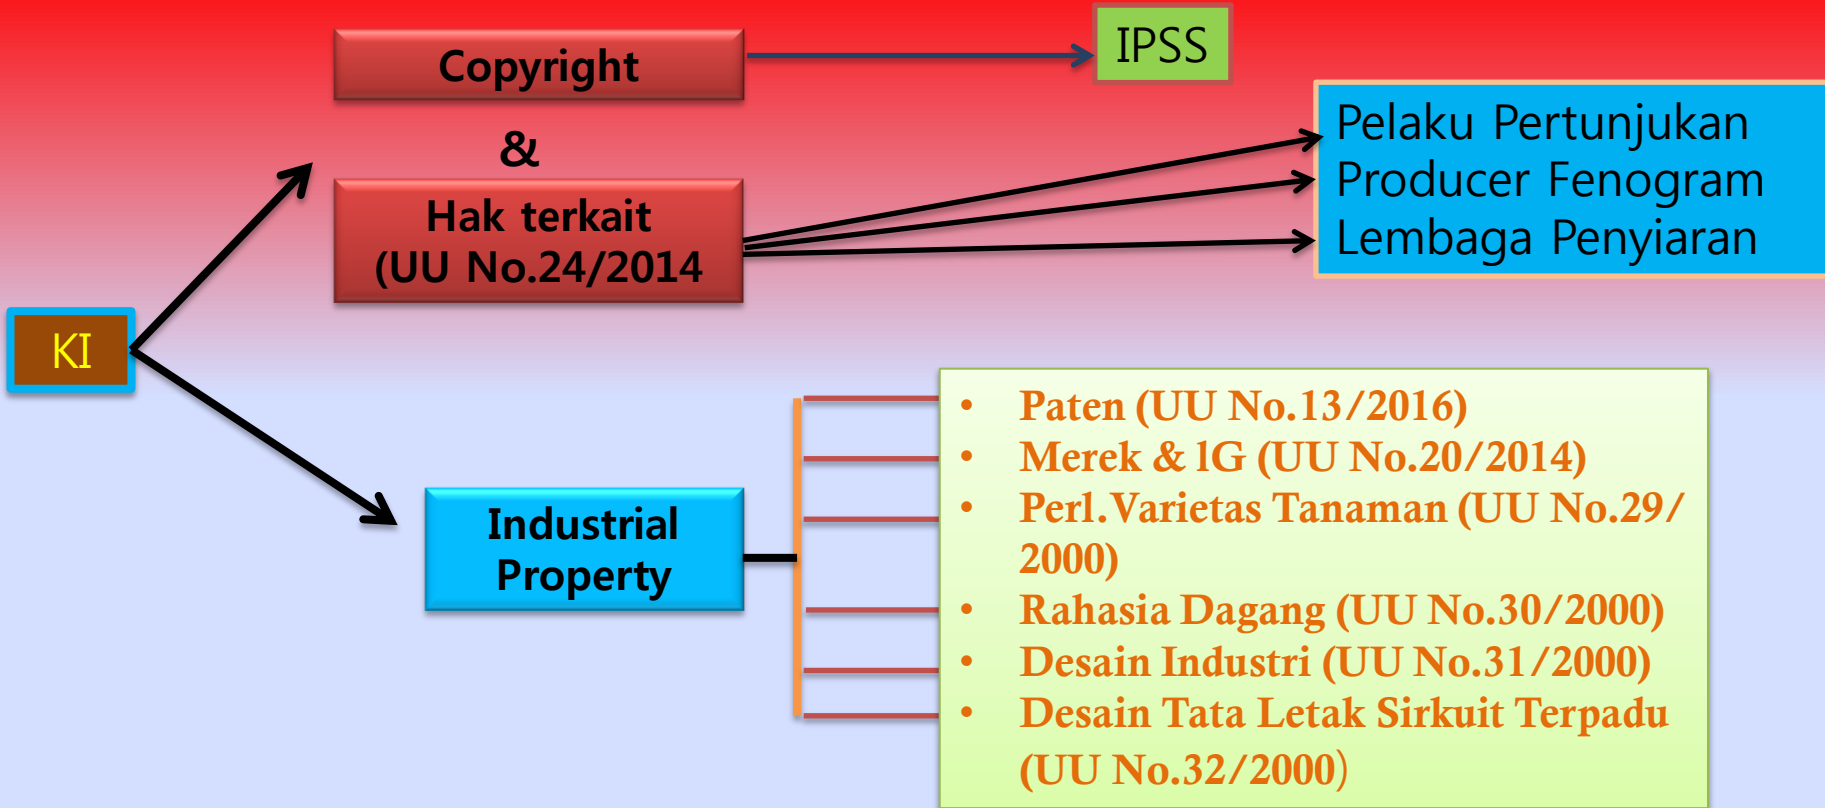 Copyright
IPSS
&
Hak terkait
(UU No.24/2014
Pelaku Pertunjukan
Producer Fenogram
Lembaga Penyiaran
KI
Industrial
Property
• Paten (UU No.13/2016)
• Merek & lG (UU No.20/2014)
• Perl.Varietas Tanaman (UU No.29/
2000)
• Rahasia Dagang (UU No.30/2000)
• Desain Industri (UU No.31/2000)
• Desain Tata Letak Sirkuit Terpadu
(UU No.32/2000)